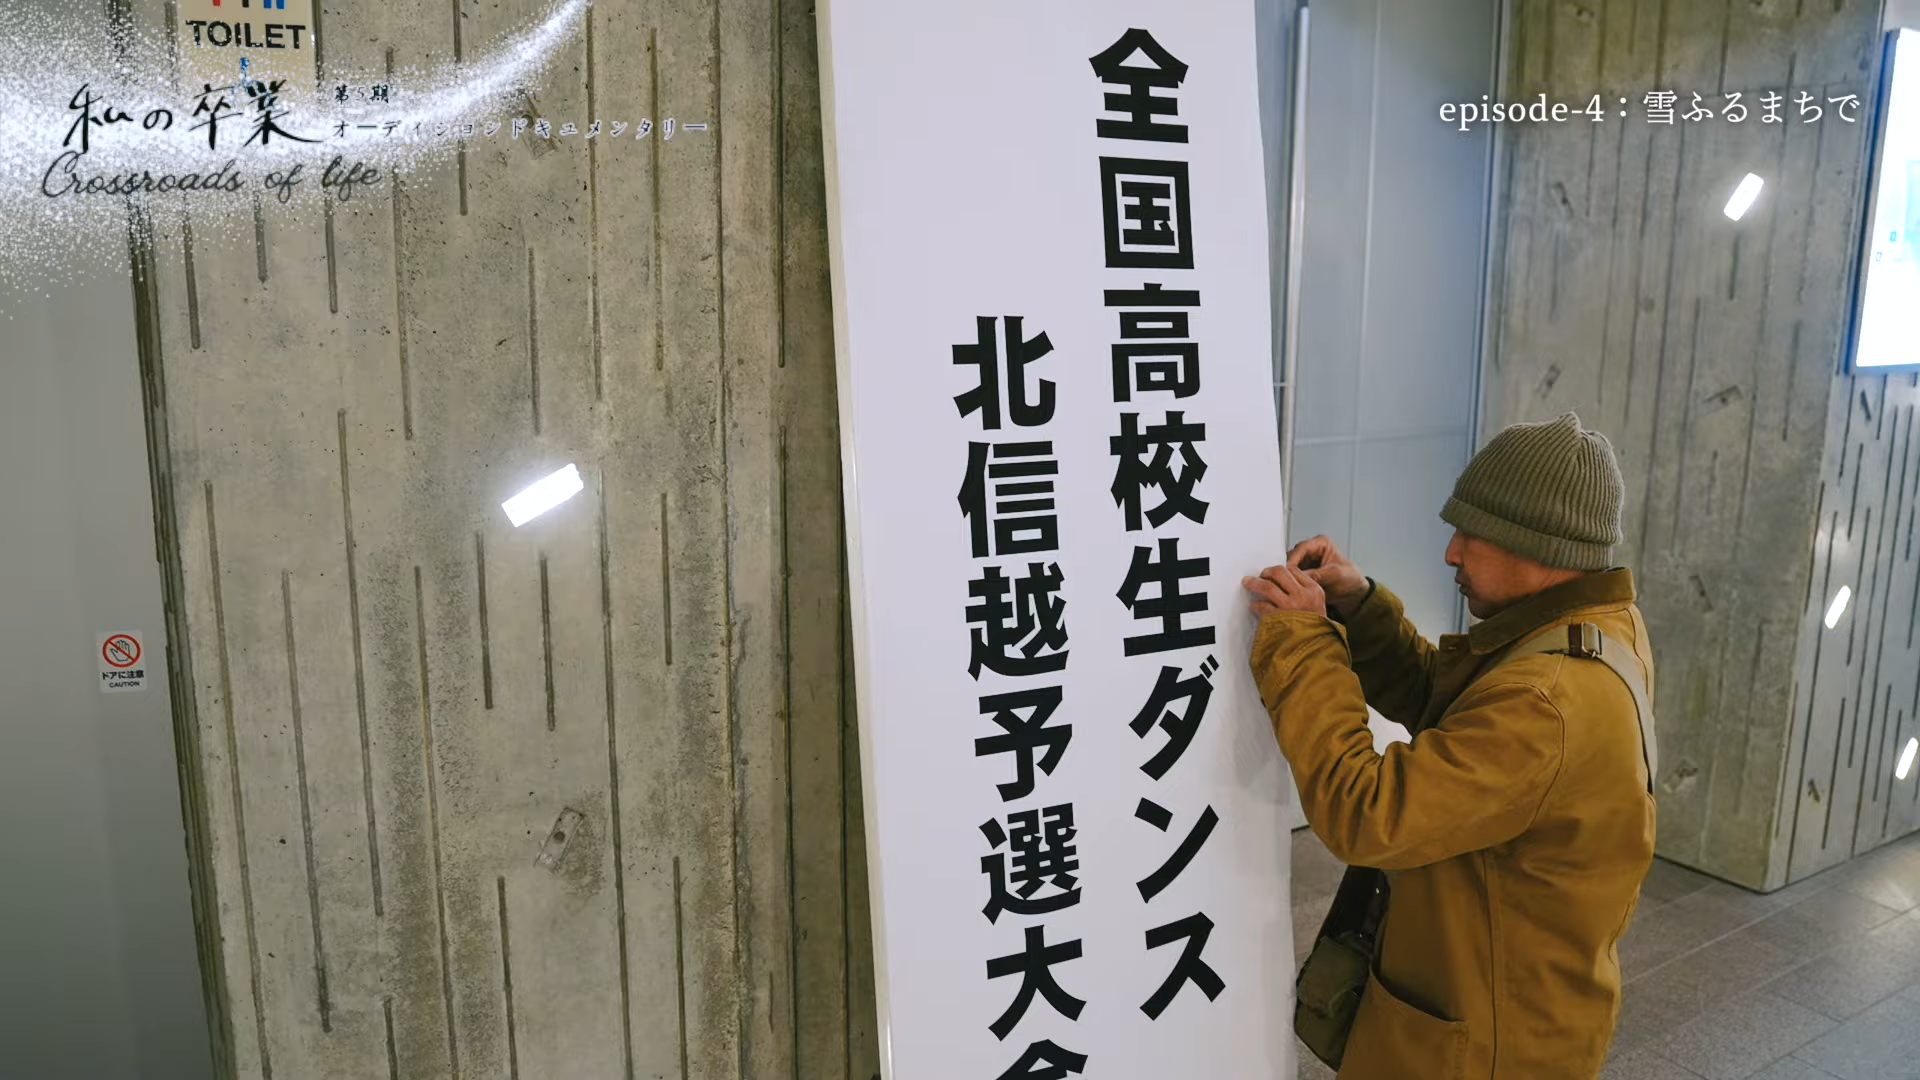 TOILET
私の卒業 第5期
オーディションドキュメンタリー
Crossroads of life
episode-4：雪ふるまちで
全国高校生ダンス
北信越予選大会
ドアに注意
CAUTION